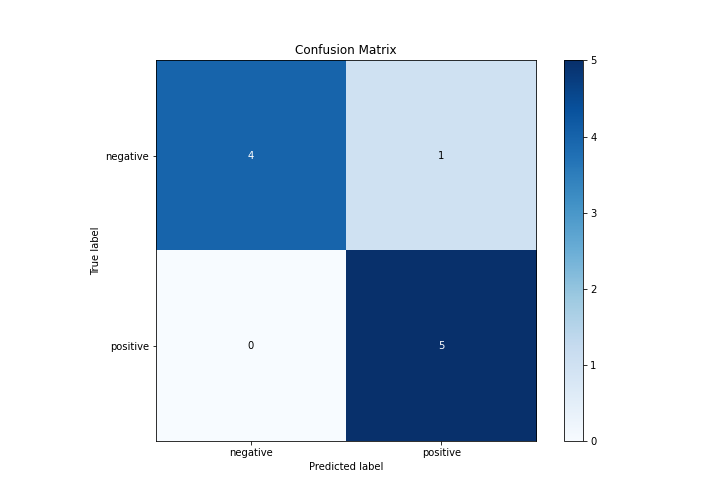 Confusion Matrix
5
negative
4
1
4
3
True label
2
positive
0
5
1
0
negative
positive
Predicted label